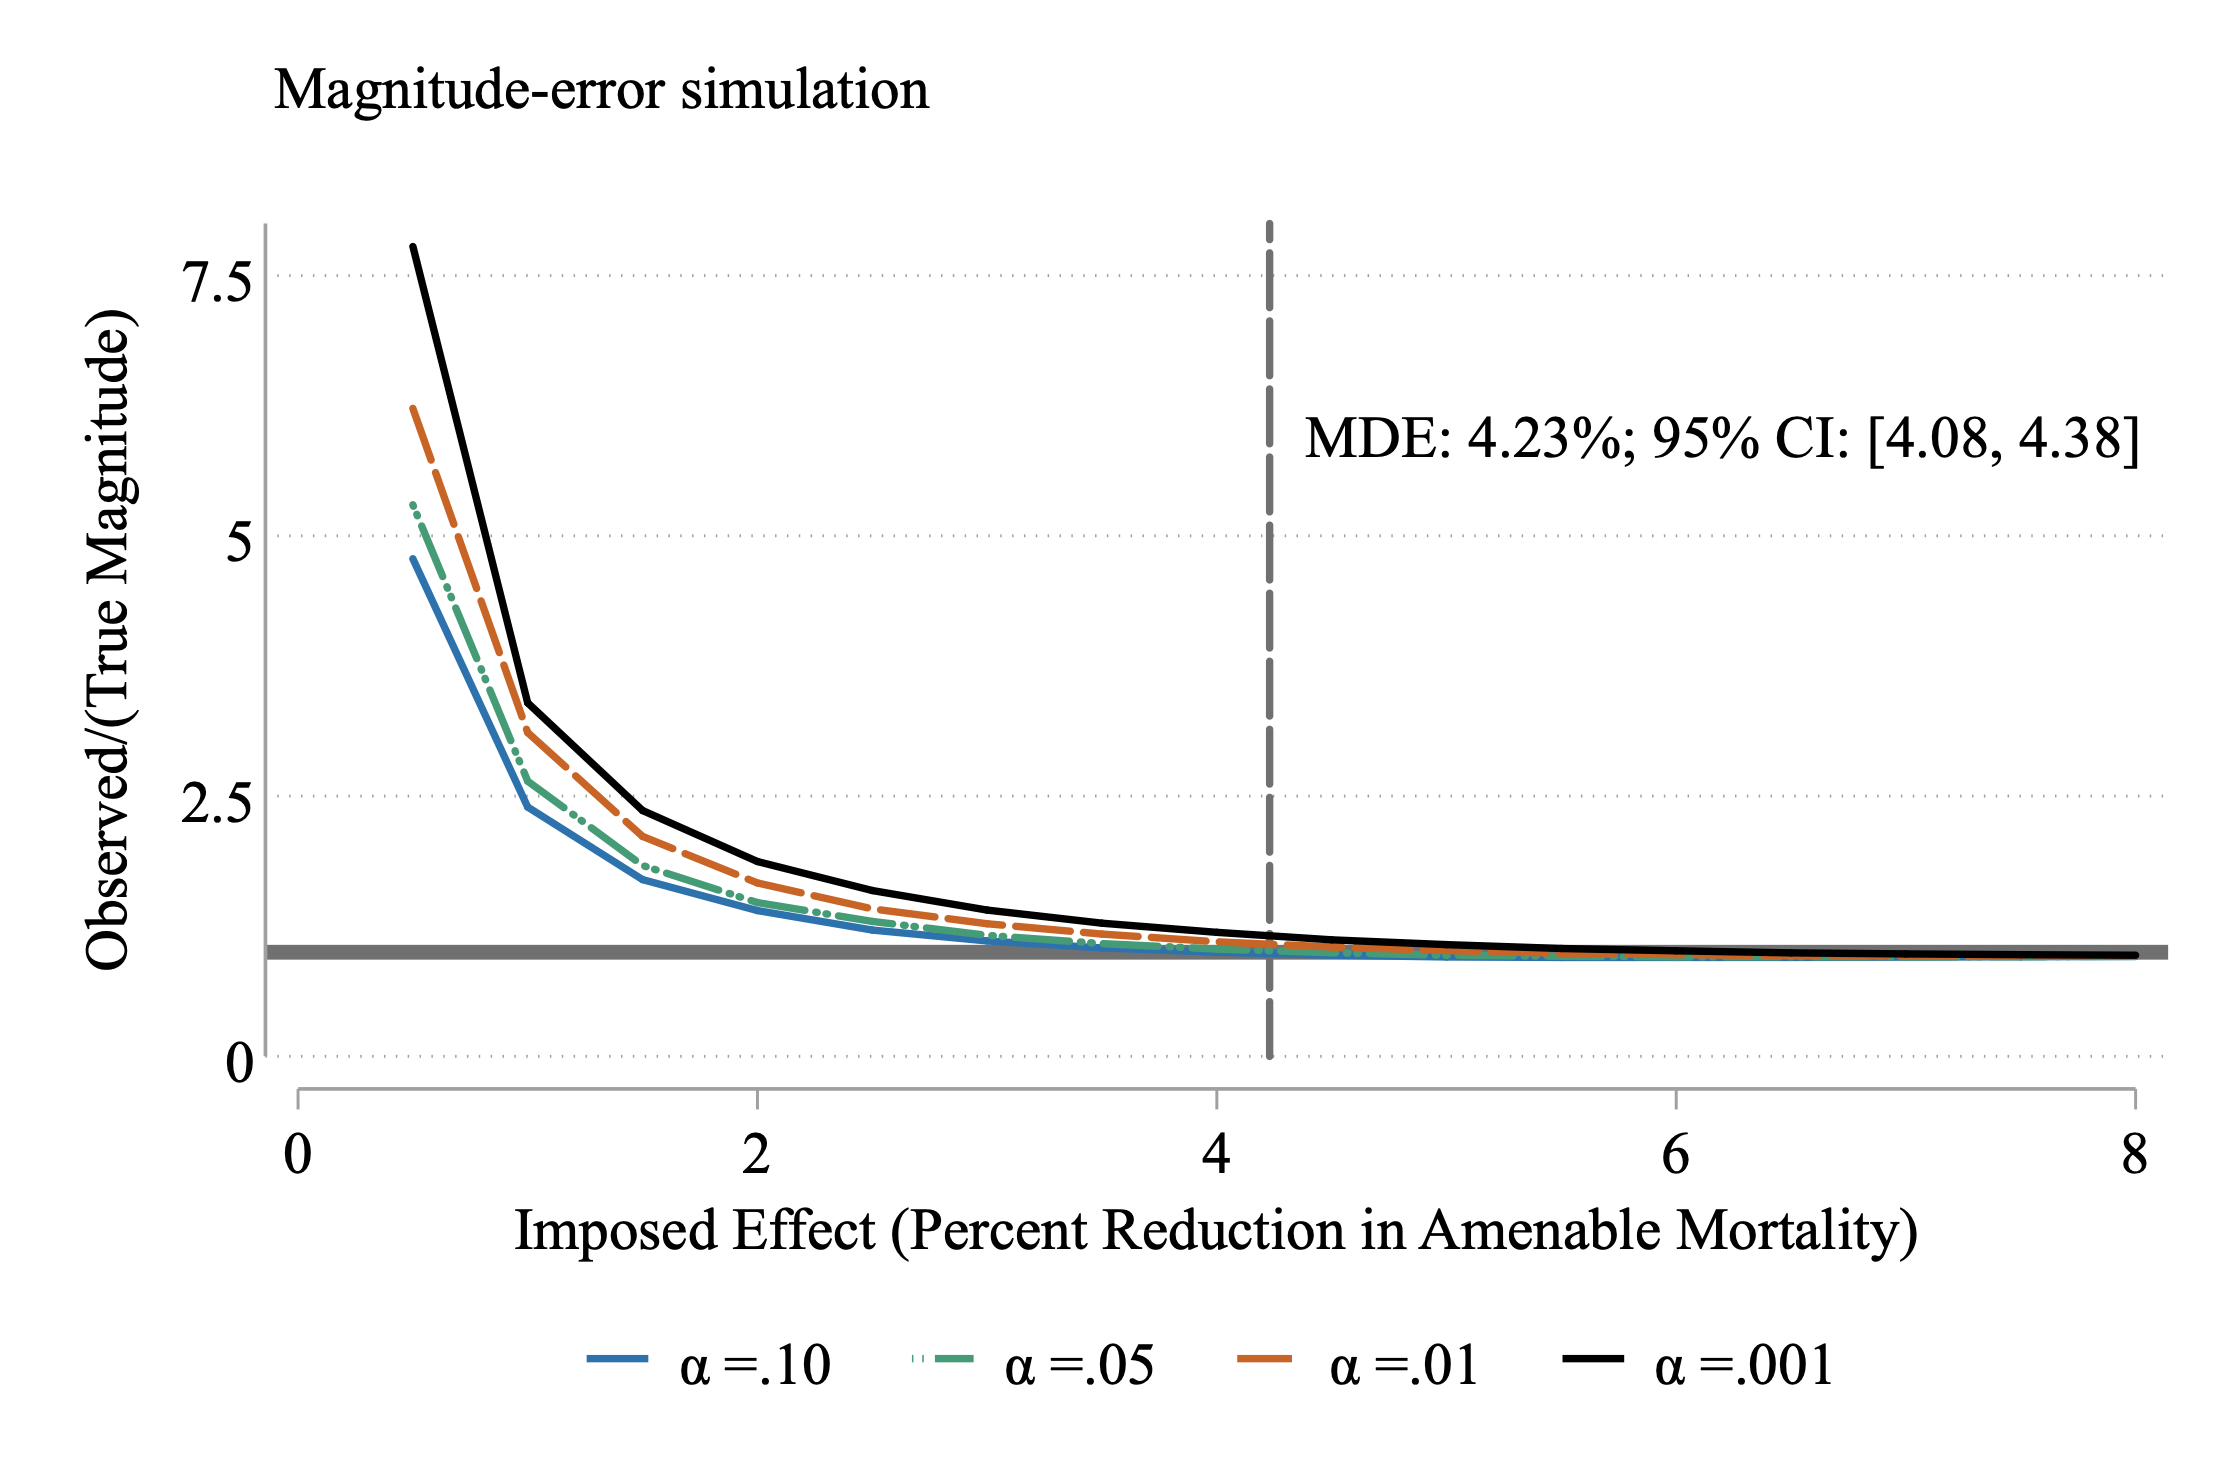 Magnitude-error simulation
Observed/(True Magnitude)
7.5
5
2.5
0
MDE: 4.23%; 95% CI: [4.08, 4.38]
0 2 4 6 8
Imposed Effect (Percent Reduction in Amenable Mortality)
α =.10 α =.05 α =.01 α =.001